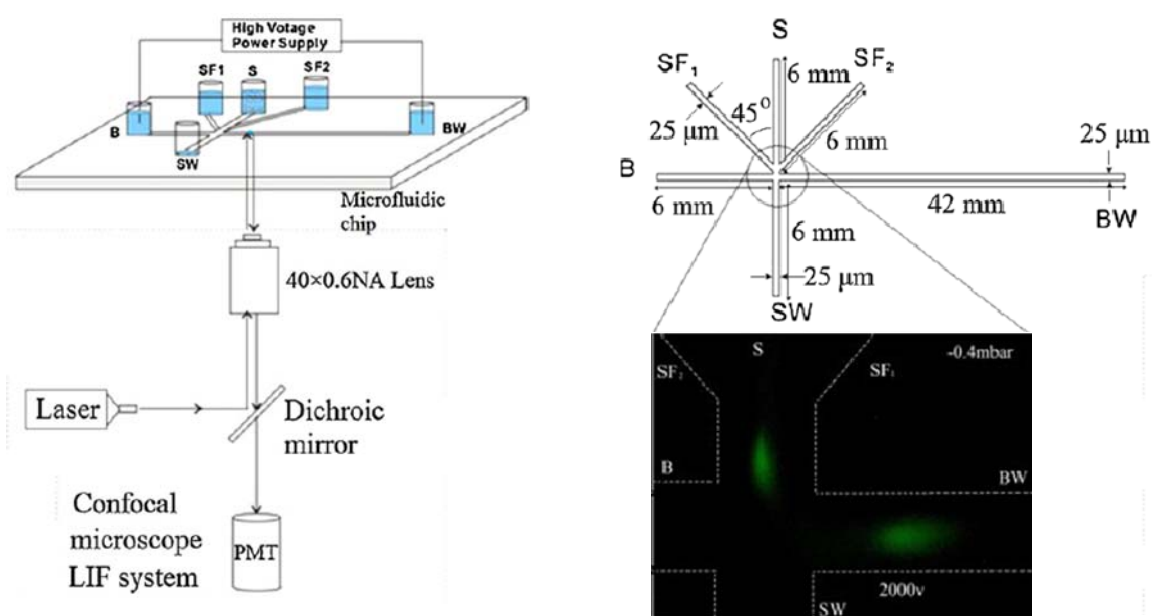 High Votage
Power Supply
SF1
S
SF2
B
BW
SW
Microfluidic
chip
40×0.6NA Lens
Laser
Dichroic
mirror
Confocal
microscope
LIF system
PMT
S
SF₁
SF₂
6 mm
45°
25 μm
6 mm
25 μm
B
6 mm
42 mm
BW
6 mm
25 μm
SW
S
-0.4mbar
SF
SF₁
B
BW
2000v
SW